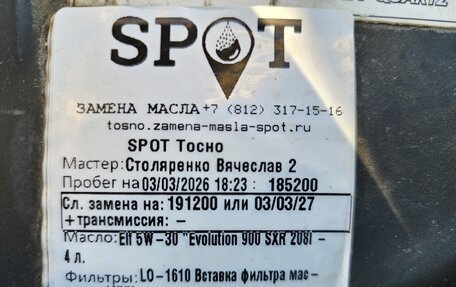 QUARTZ
SPOT
ЗАМЕНА МАСЛА+7 (812) 317-15-16
tosno.zamena-masla-spot.ru
SPOT Тосно
Мастер: Столяренко Вячеслав 2
Пробег на 03/03/2026 18:23 : 185200
Сл. замена на: 191200 или 03/03/27
+трансмиссия: –
Масло: Elf 5W-30 "Evolution 900 SXR 208l –
4 л.
Фильтры: LO-1610 Вставка фильтра мас-